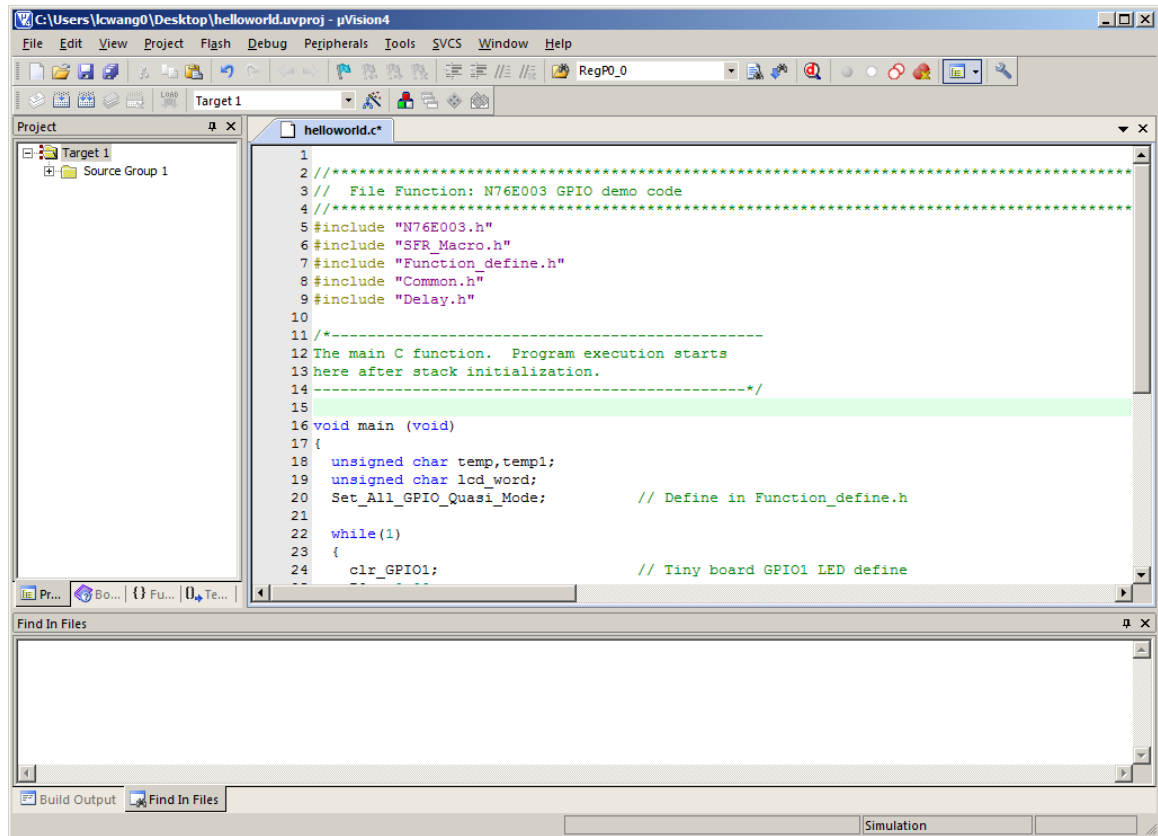 C:\Users\lcwang0\Desktop\helloworld.uvproj - µVision4
File Edit View Project Flash Debug Peripherals Tools SVCS Window Help
RegP0_0
LOAD Target 1
Project
helloworld.c*
Target 1
Source Group 1
1
2 //*****************************************************************************************
3 //  File Function: N76E003 GPIO demo code
4 //*****************************************************************************************
5 #include "N76E003.h"
6 #include "SFR_Macro.h"
7 #include "Function_define.h"
8 #include "Common.h"
9 #include "Delay.h"
10
11 /*------------------------------------------------
12 The main C function.  Program execution starts
13 here after stack initialization.
14 ------------------------------------------------*/
15
16 void main (void)
17 {
18   unsigned char temp,temp1;
19   unsigned char lcd_word;
20   Set_All_GPIO_Quasi_Mode;          // Define in Function_define.h
21
22   while(1)
23   {
24     clr_GPIO1;                      // Tiny board GPIO1 LED define
Pr... Bo... {} Fu... Te...
Find In Files
Build Output Find In Files
Simulation